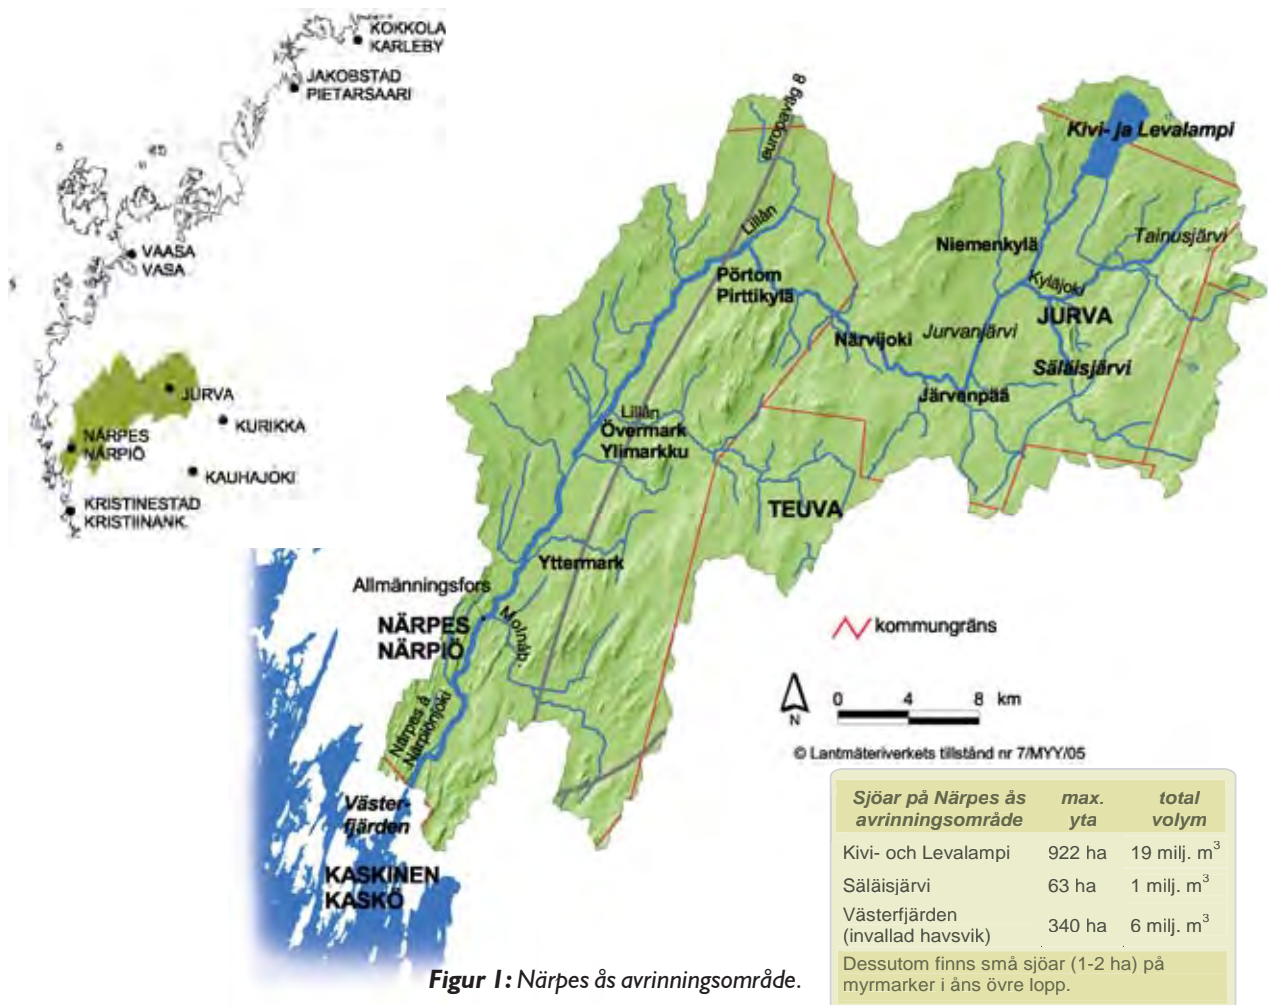 KOKKOLA
KARLEBY
JAKOBSTAD
PIETARSAARI
VAASA
VASA
JURVA
KURIKKA
NÄRPES
NÄRPIÖ
KAUHAJOKI
KRISTINESTAD
KRISTIINANK.
europaväg 8
Kivi- ja Levalampi
Lillån
Niemenkylä
Tainusjärvi
Pörtom
Pirttikylä
Kyläjoki
JURVA
Närvijoki
Jurvanjärvi
Säläisjärvi
Järvenpää
Lillån
Övermark
Ylimarkku
TEUVA
Yttermark
Allmänningsfors
NÄRPES
NÄRPIÖ
Molnåb.
Närpes å
Närpiönjoki
Väster-
fjärden
KASKINEN
KASKÖ
kommungräns
N
0 4 8 km
© Lantmäteriverkets tillstånd nr 7/MYY/05
Sjöar på Närpes ås max. total
avrinningsområde yta volym
Kivi- och Levalampi 922 ha 19 milj. m³
Säläisjärvi 63 ha 1 milj. m³
Västerfjärden
(invallad havsvik) 340 ha 6 milj. m³
Dessutom finns små sjöar (1-2 ha) på
myrmarker i åns övre lopp.
Figur 1: Närpes ås avrinningsområde.